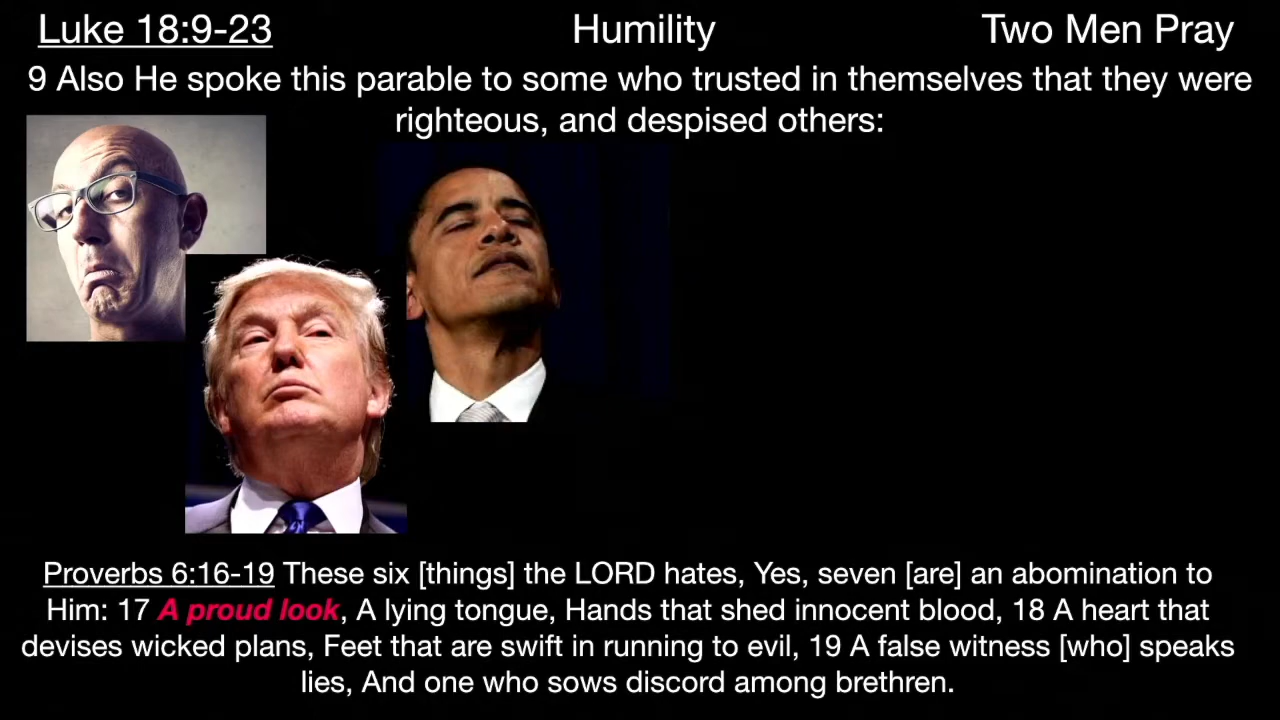 Luke 18:9-23 Humility Two Men Pray
9 Also He spoke this parable to some who trusted in themselves that they were
righteous, and despised others:
Proverbs 6:16-19 These six [things] the LORD hates, Yes, seven [are] an abomination to
Him: 17 A proud look, A lying tongue, Hands that shed innocent blood, 18 A heart that
devises wicked plans, Feet that are swift in running to evil, 19 A false witness [who] speaks
lies, And one who sows discord among brethren.